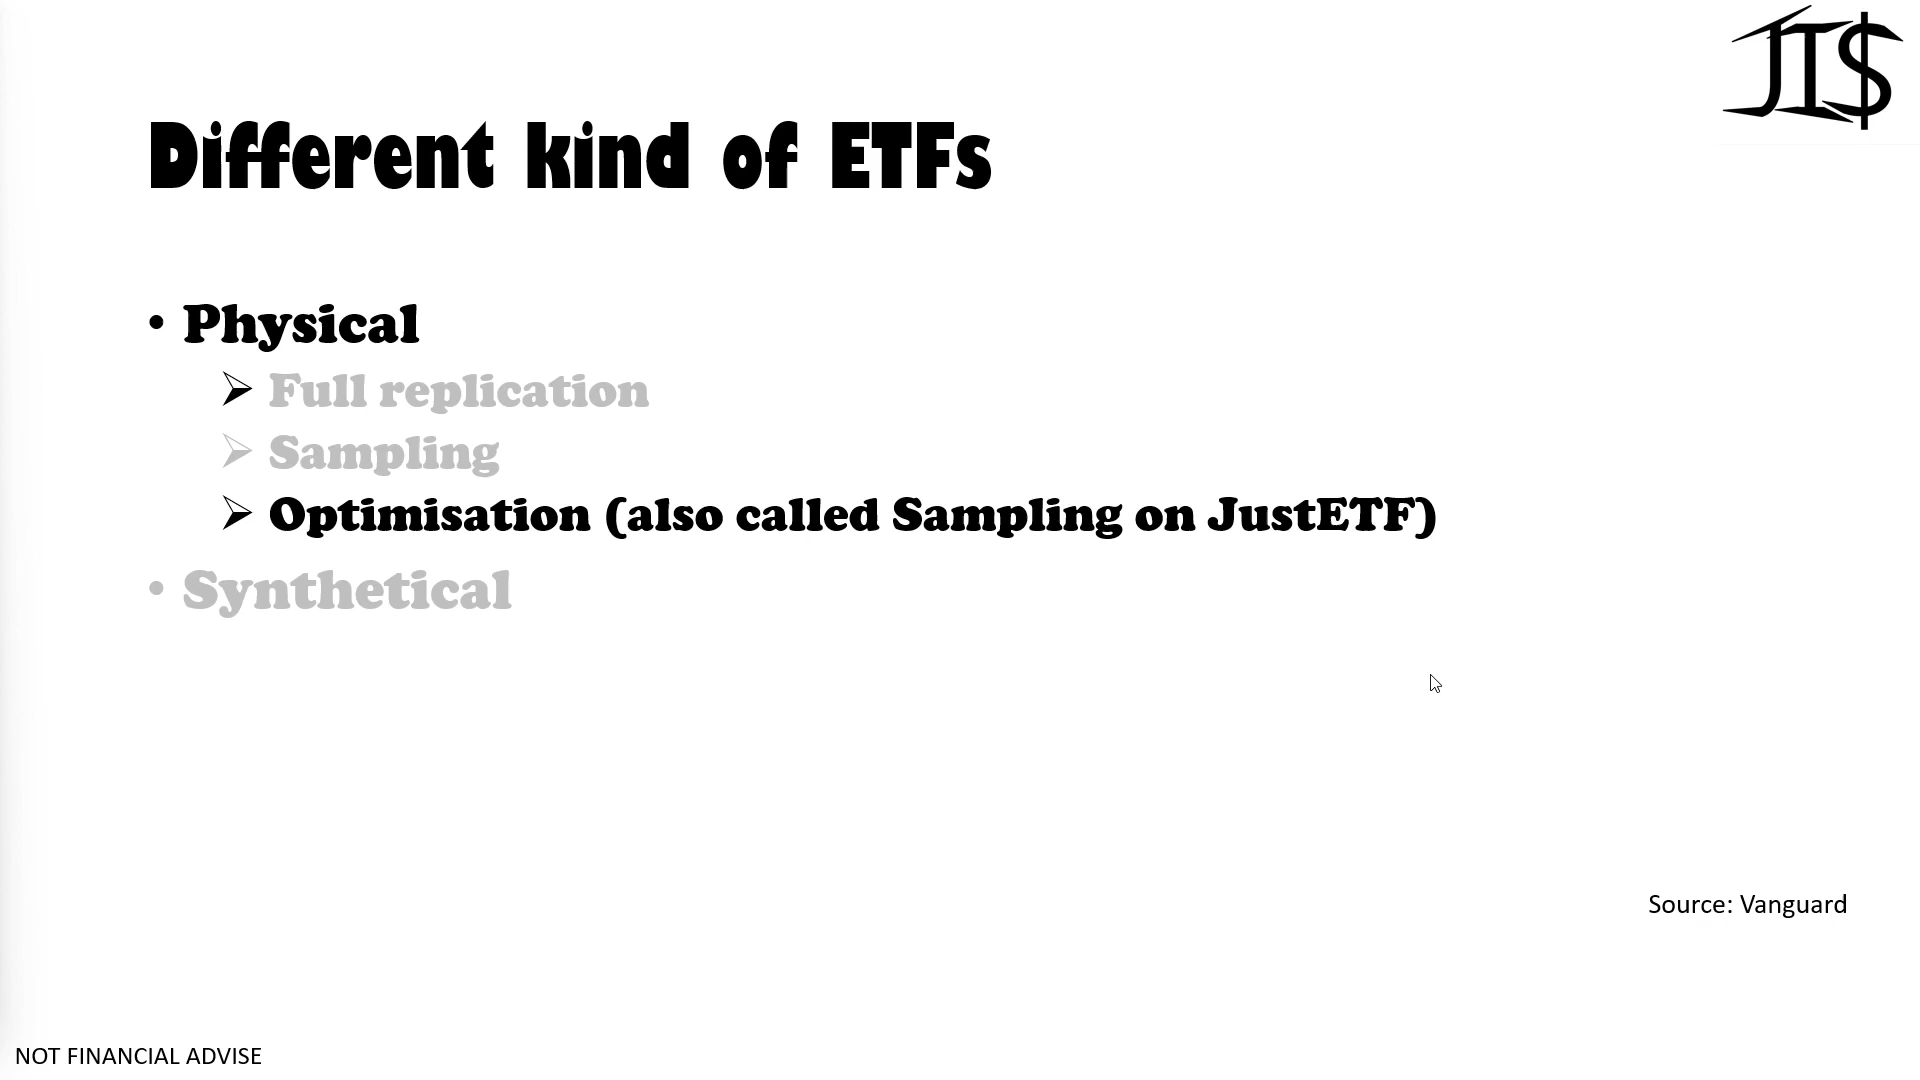 JI$
Different kind of ETFs
• Physical
➢ Full replication
➢ Sampling
➢ Optimisation (also called Sampling on JustETF)
• Synthetical
Source: Vanguard
NOT FINANCIAL ADVISE